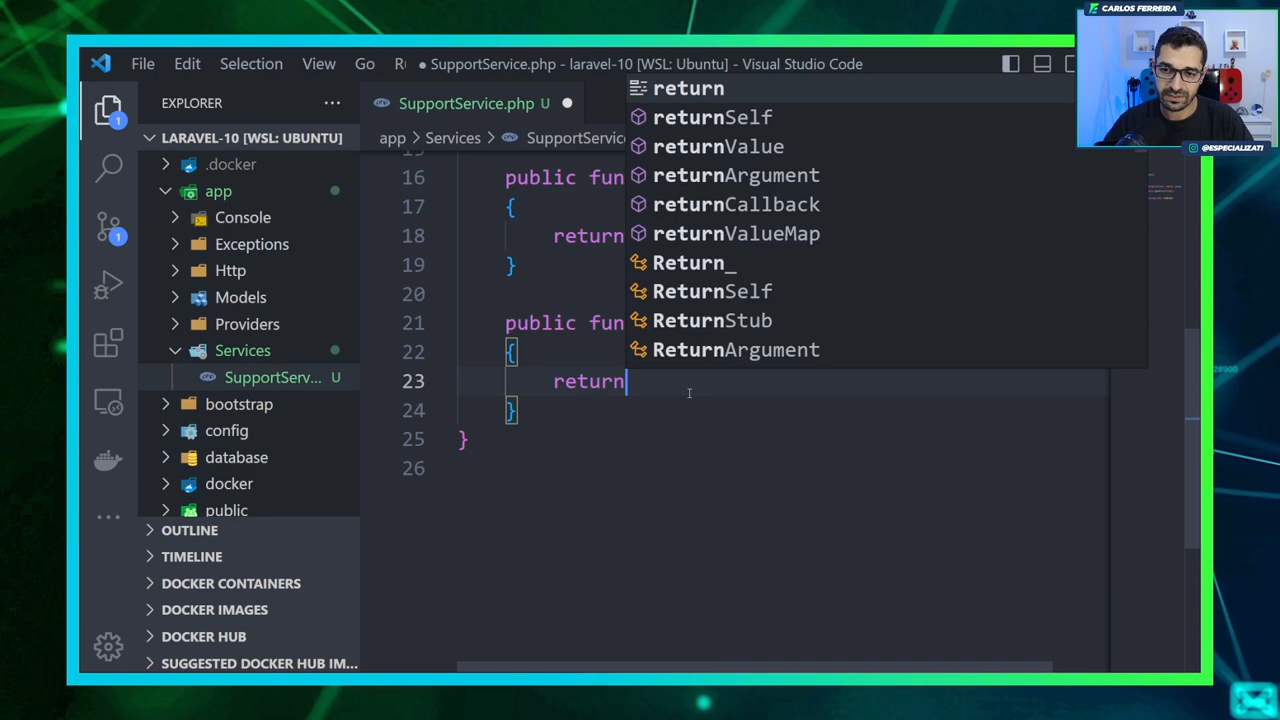 CARLOS FERREIRA
@ESPECIALIZATI
File Edit Selection View Go
SupportService.php - laravel-10 [WSL: Ubuntu] - Visual Studio Code
EXPLORER
LARAVEL-10 [WSL: UBUNTU]
.docker
app
Console
Exceptions
Http
Models
Providers
Services
SupportServ... U
bootstrap
config
database
docker
public
OUTLINE
TIMELINE
DOCKER CONTAINERS
DOCKER IMAGES
DOCKER HUB
SUGGESTED DOCKER HUB IM...
1
1
SupportService.php U
app > Services > SupportServic
16 public fun
17 {
18 return
19 }
20
21 public fun
22 {
23 return
24 }
25 }
26
return
returnSelf
returnValue
returnArgument
returnCallback
returnValueMap
Return_
ReturnSelf
ReturnStub
ReturnArgument